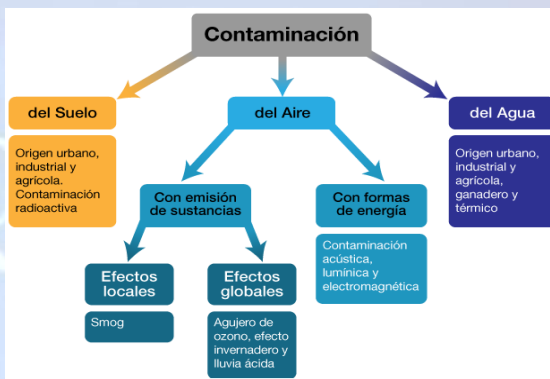 Contaminación
del Suelo
Origen urbano,
industrial y
agrícola.
Contaminación
radioactiva
del Aire
Con emisión
de sustancias
Efectos
locales
Smog
Efectos
globales
Agujero de
ozono, efecto
invernadero y
lluvia ácida
Con formas
de energía
Contaminación
acústica,
lumínica y
electromagnética
del Agua
Origen urbano,
industrial y
agrícola,
ganadero y
térmico